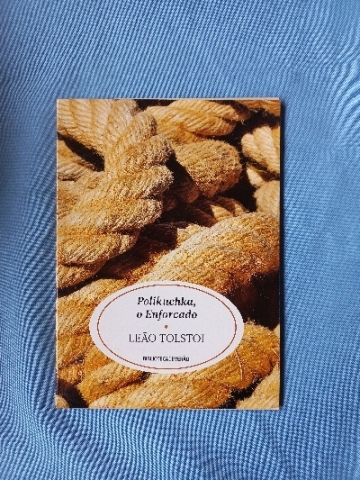 Polikuchka,
o Enforcado
LEÃO TOLSTOI